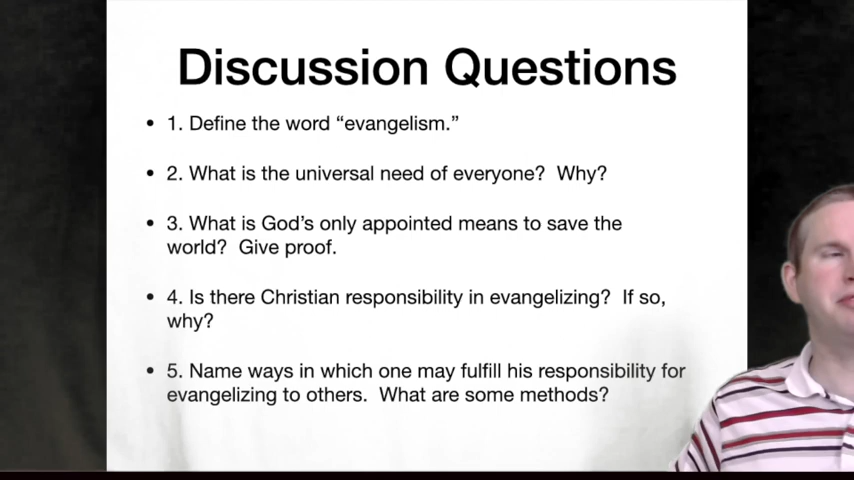 Discussion Questions
• 1. Define the word “evangelism.”
• 2. What is the universal need of everyone?  Why?
• 3. What is God’s only appointed means to save the
world?  Give proof.
• 4. Is there Christian responsibility in evangelizing?  If so,
why?
• 5. Name ways in which one may fulfill his responsibility for
evangelizing to others.  What are some methods?